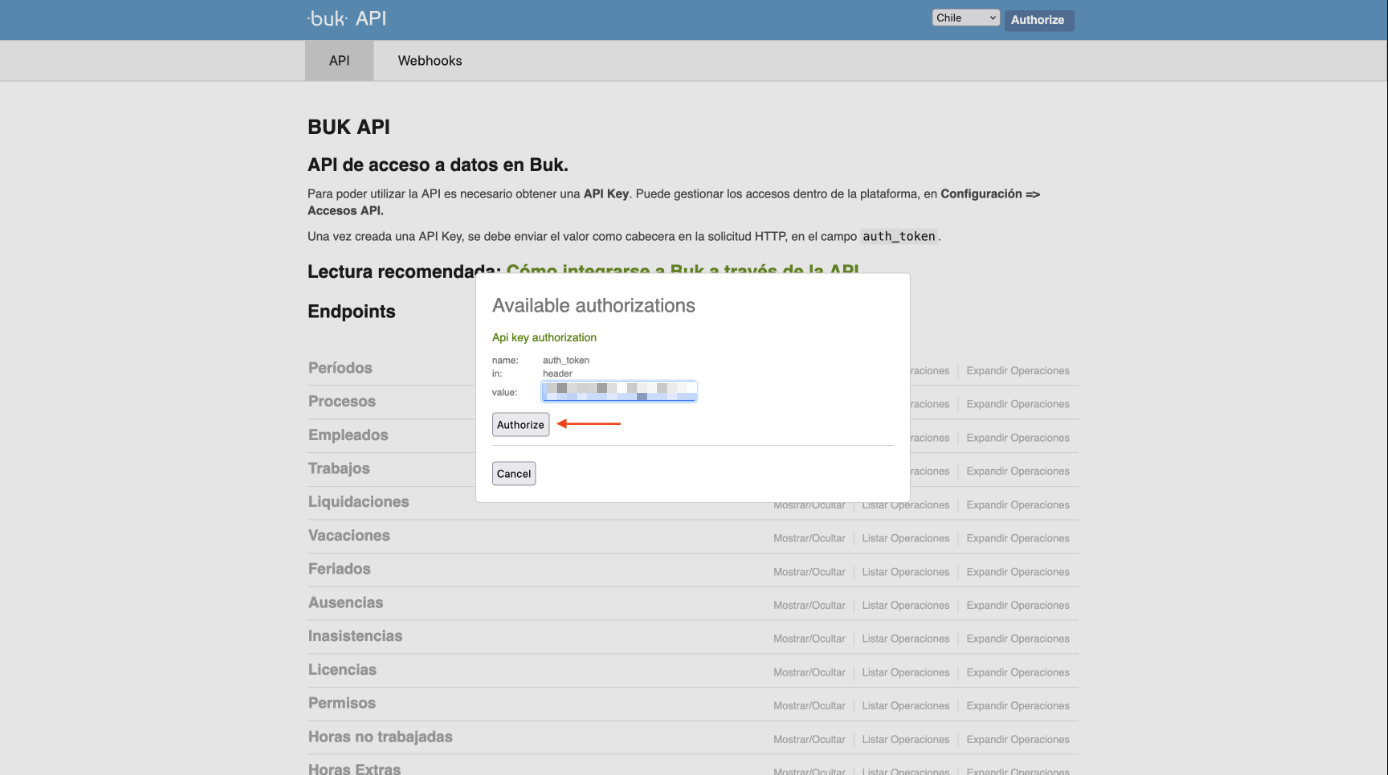 ·buk· API
Chile
Authorize
API
Webhooks
BUK API
API de acceso a datos en Buk.
Para poder utilizar la API es necesario obtener una API Key. Puede gestionar los accesos dentro de la plataforma, en Configuración =>
Accesos API.
Una vez creada una API Key, se debe enviar el valor como cabecera en la solicitud HTTP, en el campo auth_token.
Lectura recomendada: Cómo integrarse a Buk a través de la API
Endpoints
Available authorizations
Api key authorization
name: auth_token
in: header
value:
Authorize
Cancel
Períodos raciones Expandir Operaciones
Procesos raciones Expandir Operaciones
Empleados raciones Expandir Operaciones
Trabajos raciones Expandir Operaciones
Liquidaciones Mostrar/Ocultar Listar Operaciones Expandir Operaciones
Vacaciones Mostrar/Ocultar Listar Operaciones Expandir Operaciones
Feriados Mostrar/Ocultar Listar Operaciones Expandir Operaciones
Ausencias Mostrar/Ocultar Listar Operaciones Expandir Operaciones
Inasistencias Mostrar/Ocultar Listar Operaciones Expandir Operaciones
Licencias Mostrar/Ocultar Listar Operaciones Expandir Operaciones
Permisos Mostrar/Ocultar Listar Operaciones Expandir Operaciones
Horas no trabajadas Mostrar/Ocultar Listar Operaciones Expandir Operaciones
Horas Extras Mostrar/Ocultar Listar Operaciones Expandir Operaciones